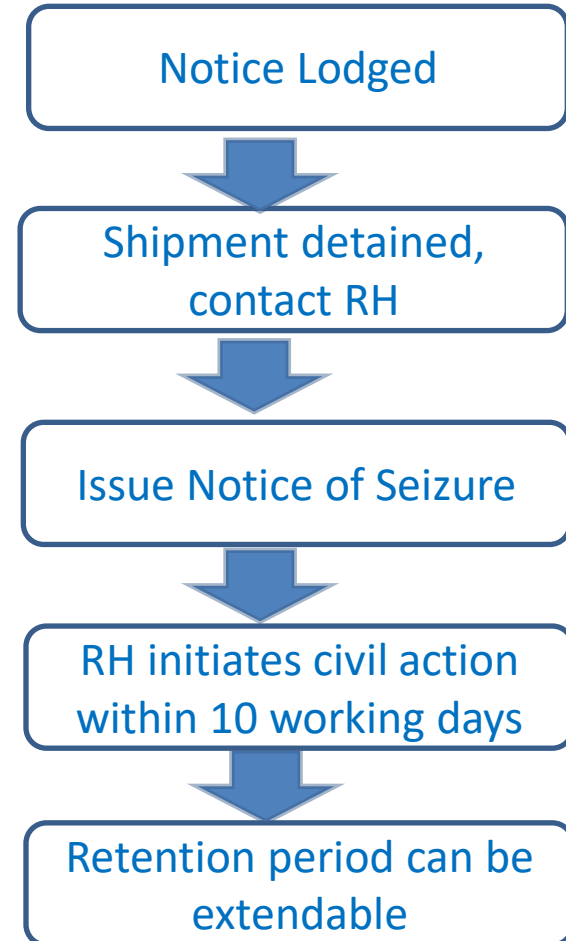 Notice Lodged
Shipment detained,
contact RH
Issue Notice of Seizure
RH initiates civil action
within 10 working days
Retention period can be
extendable